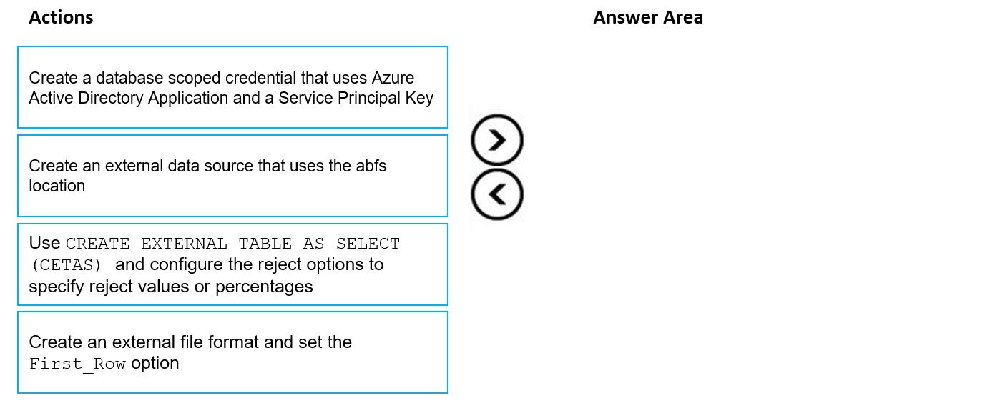 Actions
Answer Area
Create a database scoped credential that uses Azure
Active Directory Application and a Service Principal Key
Create an external data source that uses the abfs
location
Use CREATE EXTERNAL TABLE AS SELECT
(CETAS) and configure the reject options to
specify reject values or percentages
Create an external file format and set the
First_Row option